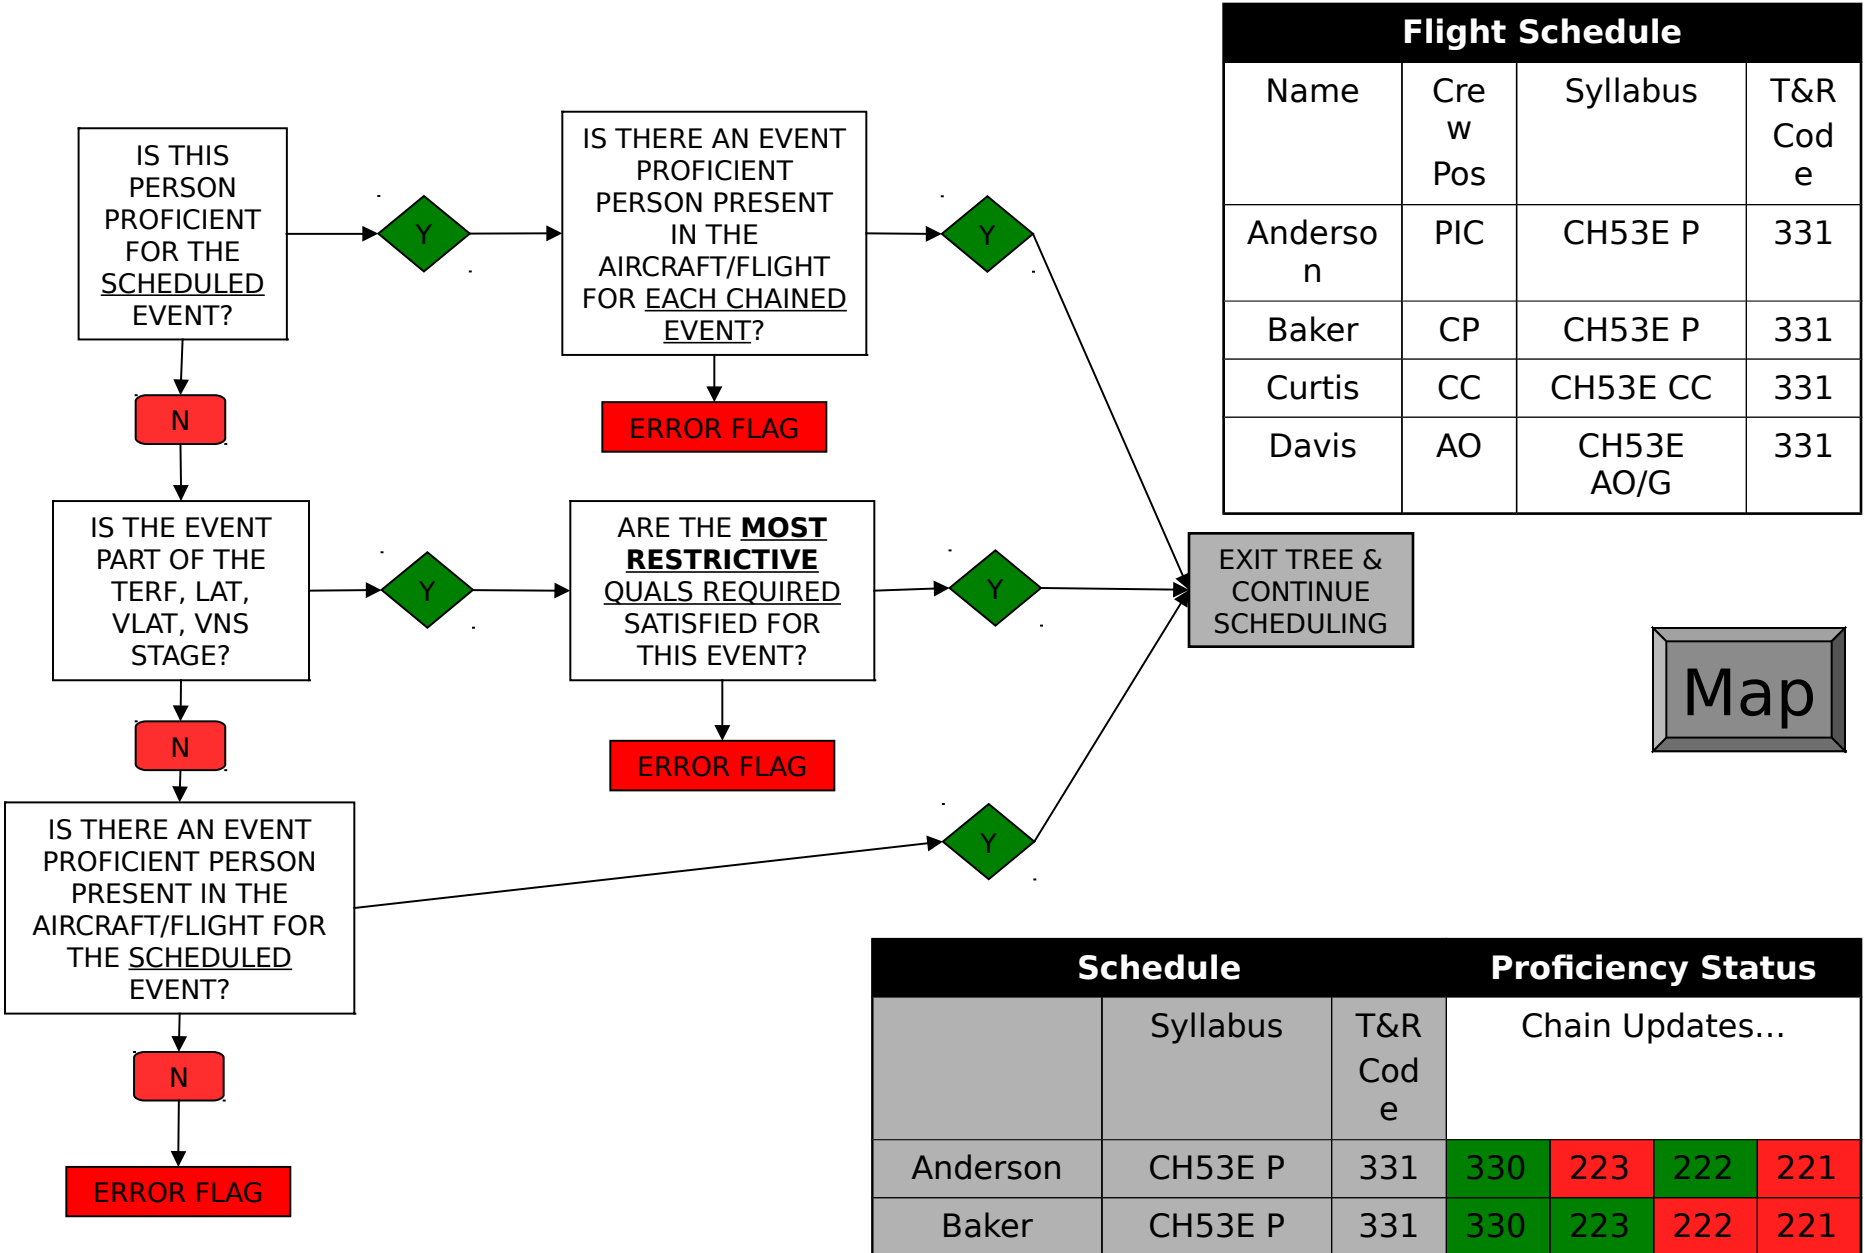 IS THIS
PERSON
PROFICIENT
FOR THE
SCHEDULED
EVENT?
Y
IS THERE AN EVENT
PROFICIENT
PERSON PRESENT
IN THE
AIRCRAFT/FLIGHT
FOR EACH CHAINED
EVENT?
Y
N
ERROR FLAG
IS THE EVENT
PART OF THE
TERF, LAT,
VLAT, VNS
STAGE?
Y
ARE THE MOST
RESTRICTIVE
QUALS REQUIRED
SATISFIED FOR
THIS EVENT?
Y
EXIT TREE &
CONTINUE
SCHEDULING
N
ERROR FLAG
IS THERE AN EVENT
PROFICIENT PERSON
PRESENT IN THE
AIRCRAFT/FLIGHT FOR
THE SCHEDULED
EVENT?
Y
N
ERROR FLAG
Flight Schedule
Name
Cre
w
Pos
Syllabus
T&R
Cod
e
Anderso
n
PIC
CH53E P
331
Baker CP CH53E P 331
Curtis CC CH53E CC 331
Davis
AO
CH53E
AO/G
331
Map
Schedule Proficiency Status
Syllabus
T&R
Cod
e
Chain Updates…
Anderson CH53E P 331 330 223 222 221
Baker CH53E P 331 330 223 222 221